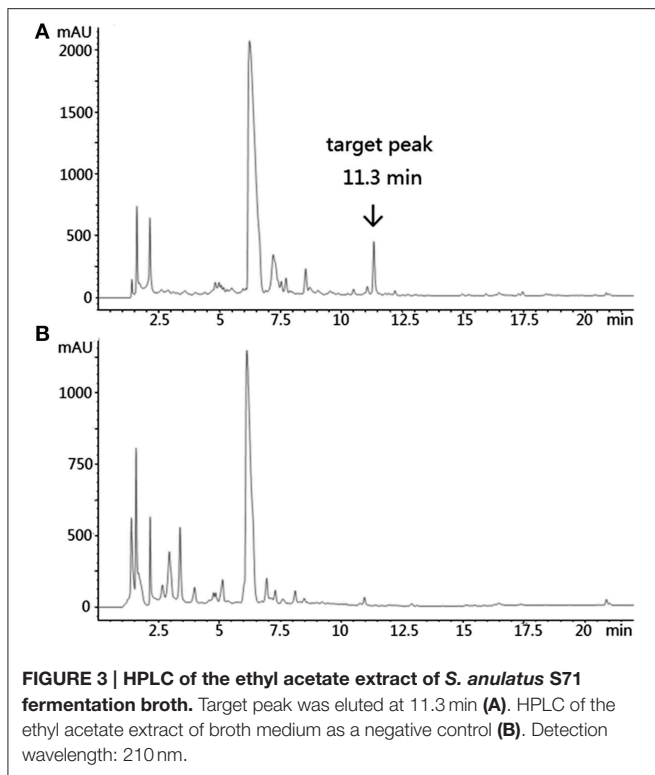 A
mAU
2000
1500
1000
500
0
target peak
11.3 min
2.5 5 7.5 10 12.5 15 17.5 20 min
B
mAU
1000
750
500
250
0
2.5 5 7.5 10 12.5 15 17.5 20 min
FIGURE 3 | HPLC of the ethyl acetate extract of S. anulatus S71
fermentation broth. Target peak was eluted at 11.3 min (A). HPLC of the
ethyl acetate extract of broth medium as a negative control (B). Detection
wavelength: 210 nm.